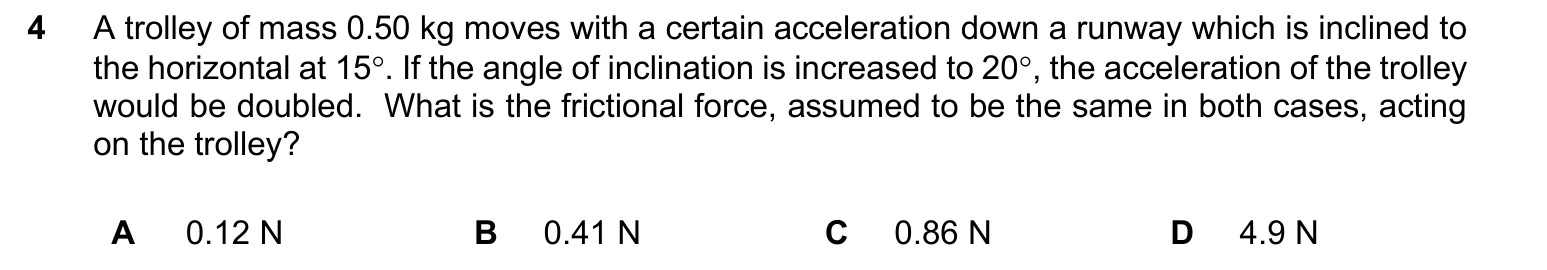 4 A trolley of mass 0.50 kg moves with a certain acceleration down a runway which is inclined to
the horizontal at 15°. If the angle of inclination is increased to 20°, the acceleration of the trolley
would be doubled. What is the frictional force, assumed to be the same in both cases, acting
on the trolley?
A 0.12 N B 0.41 N C 0.86 N D 4.9 N